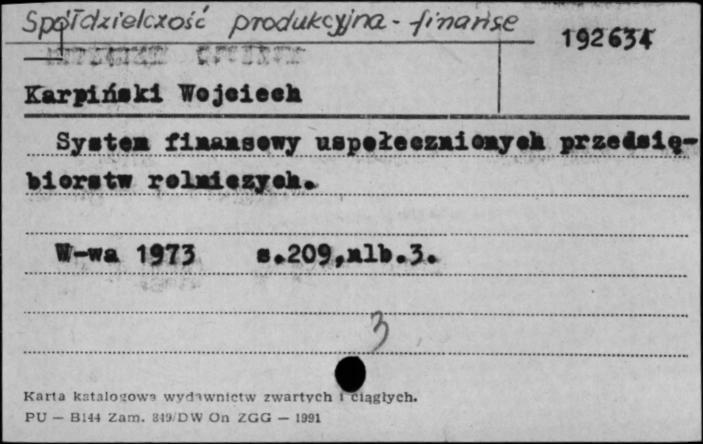 Spółdzielczość produkcyjna - finanse
192634
Karpiński Wojciech
System finansowy uspołecznionych przedsię-
biorstw rolniczych.
W-wa 1973 s.209,nlb.3.
3
Karta katalogowa wydawnictw zwartych i ciągłych.
PU — B144 Zam. 849/DW On ZGG — 1991